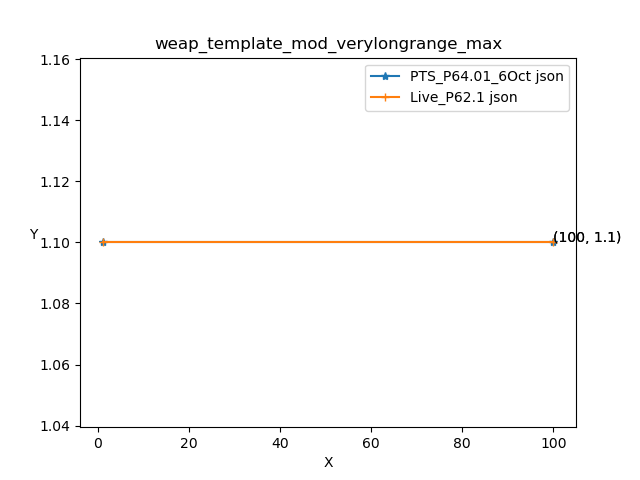 weap_template_mod_verylongrange_max
1.16
1.14
1.12
1.10
1.08
1.06
1.04
Y
PTS_P64.01_6Oct json
Live_P62.1 json
(100, 1.1)
0
20
40
60
80
100
X